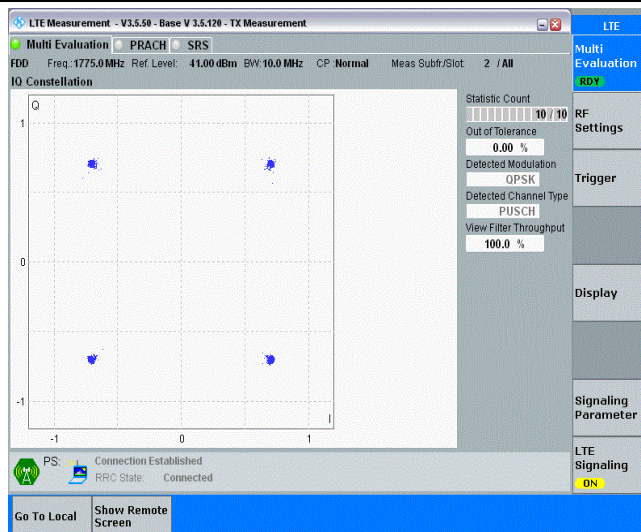 LTE Measurement - V3.5.50 - Base V 3.5.120 - TX Measurement
LTE
Multi Evaluation PRACH SRS
FDD Freq.:1775.0 MHz Ref. Level: 41.00 dBm BW:10.0 MHz CP :Normal Meas Subfr/Slot: 2 / All
IQ Constellation
Q
1
0
-1
I
-1 0 1
Statistic Count
10 / 10
Out of Tolerance
0.00 %
Detected Modulation
QPSK
Detected Channel Type
PUSCH
View Filter Throughput
100.0 %
PS: Connection Established
RRC State: Connected
Multi
Evaluation
RDY
RF
Settings
Trigger
Display
Signaling
Parameter
LTE
Signaling
ON
Go To Local
Show Remote
Screen